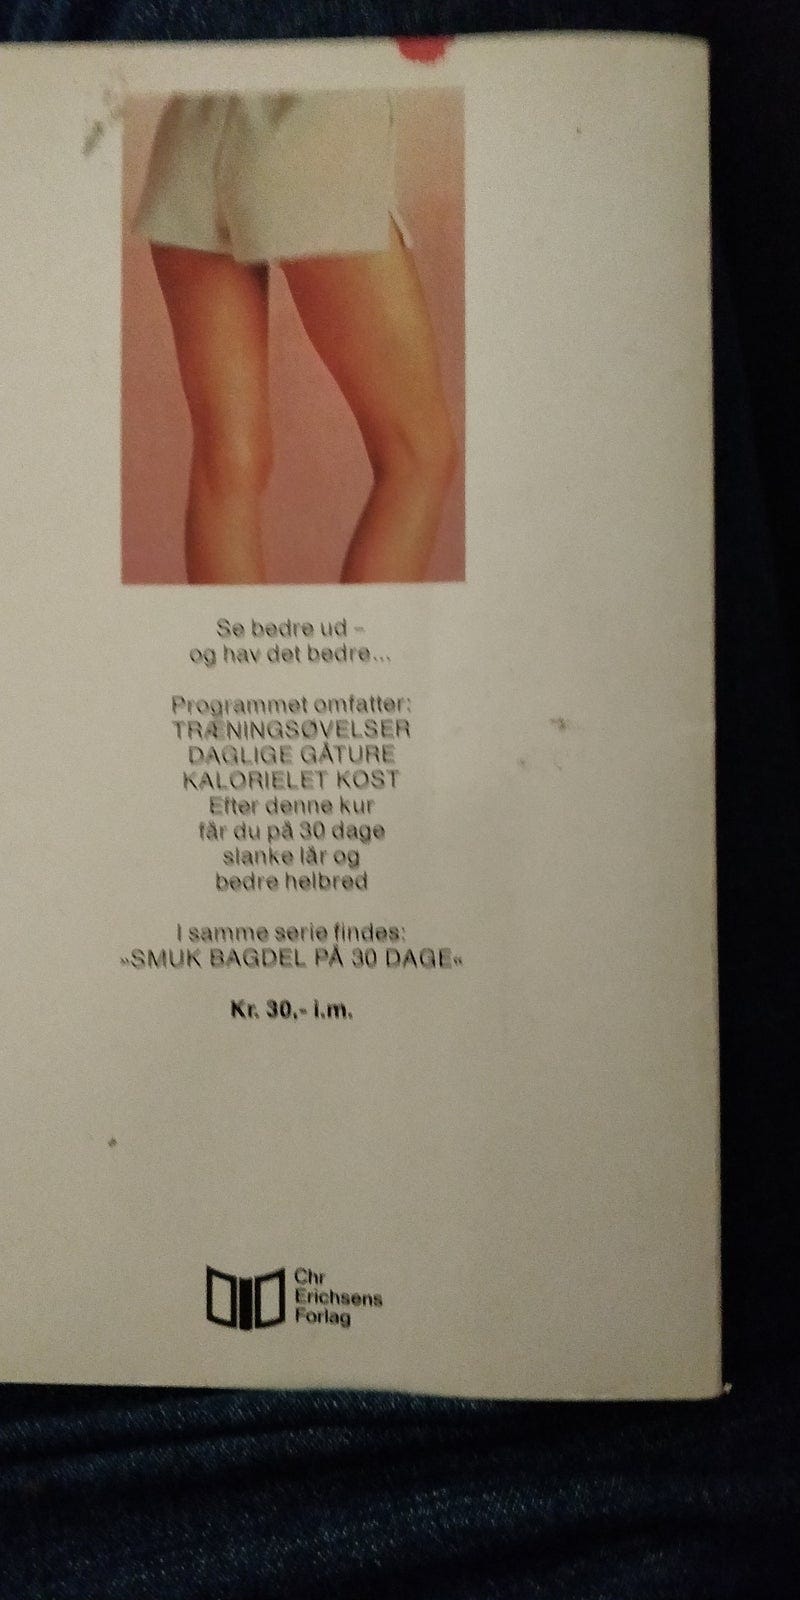 Se bedre ud –
og hav det bedre...
Programmet omfatter:
TRÆNINGSØVELSER
DAGLIGE GÅTURE
KALORIELET KOST
Efter denne kur
får du på 30 dage
slanke lår og
bedre helbred
I samme serie findes:
»SMUK BAGDEL PÅ 30 DAGE«
Kr. 30,- i.m.
Chr
Erichsens
Forlag